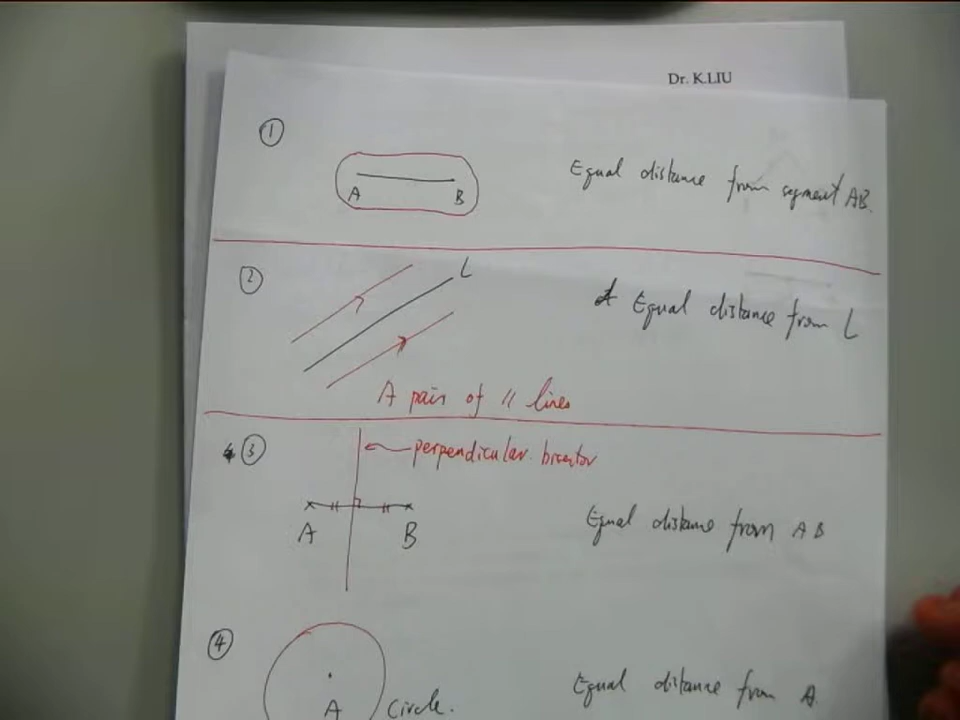 Dr. K.LIU
① Equal distance from segment AB.
A B
② L Equal distance from L
A pair of // lines
③ perpendicular bisector
A B Equal distance from A B
④ Equal distance from A.
A Circle.